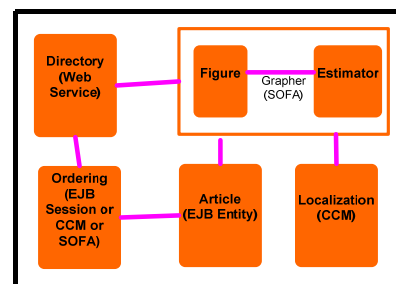 Directory
(Web
Service)
Figure
Estimator
Grapher
(SOFA)
Ordering
(EJB
Session or
CCM or
SOFA)
Article
(EJB Entity)
Localization
(CCM)